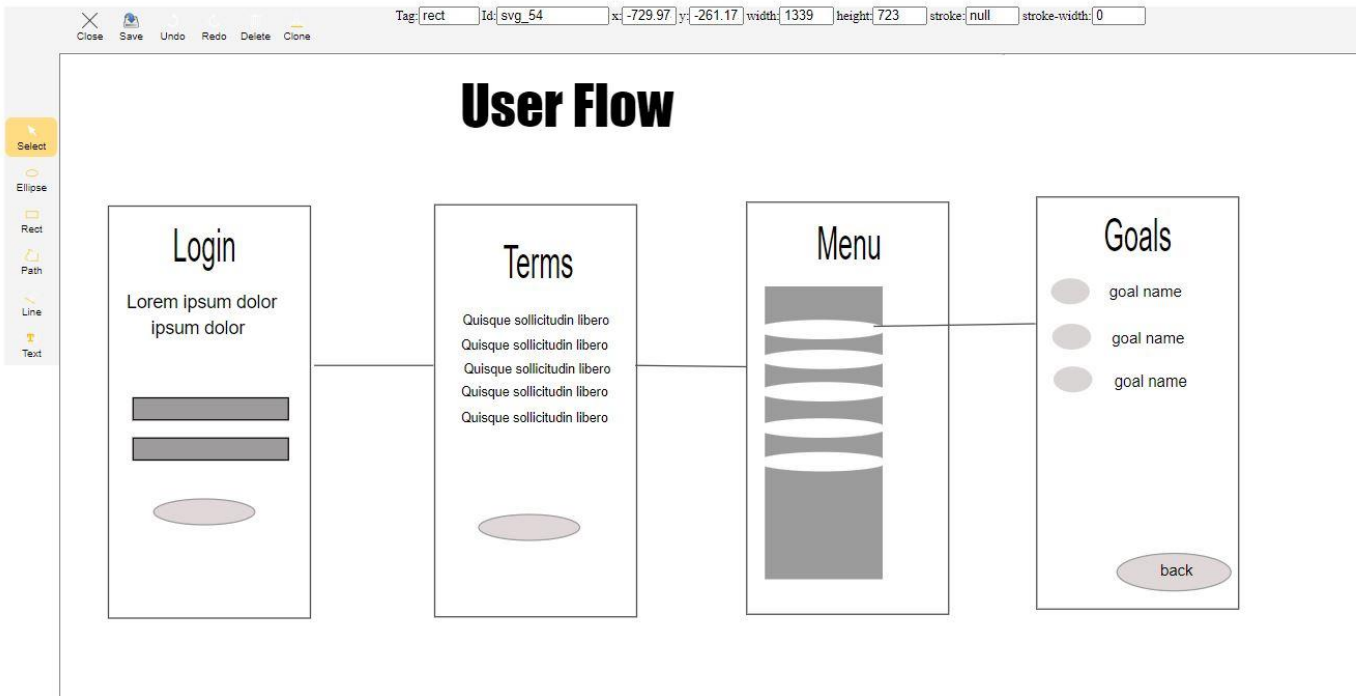 Tag: rect Id: svg_54 x: -729.97 y: -261.17 width: 1339 height: 723 stroke: null stroke-width: 0
Close Save Undo Redo Delete Clone
Select
Ellipse
Rect
Path
Line
Text
User Flow
Login
Lorem ipsum dolor
ipsum dolor
Terms
Quisque sollicitudin libero
Quisque sollicitudin libero
Quisque sollicitudin libero
Quisque sollicitudin libero
Quisque sollicitudin libero
Menu
Goals
goal name
goal name
goal name
back